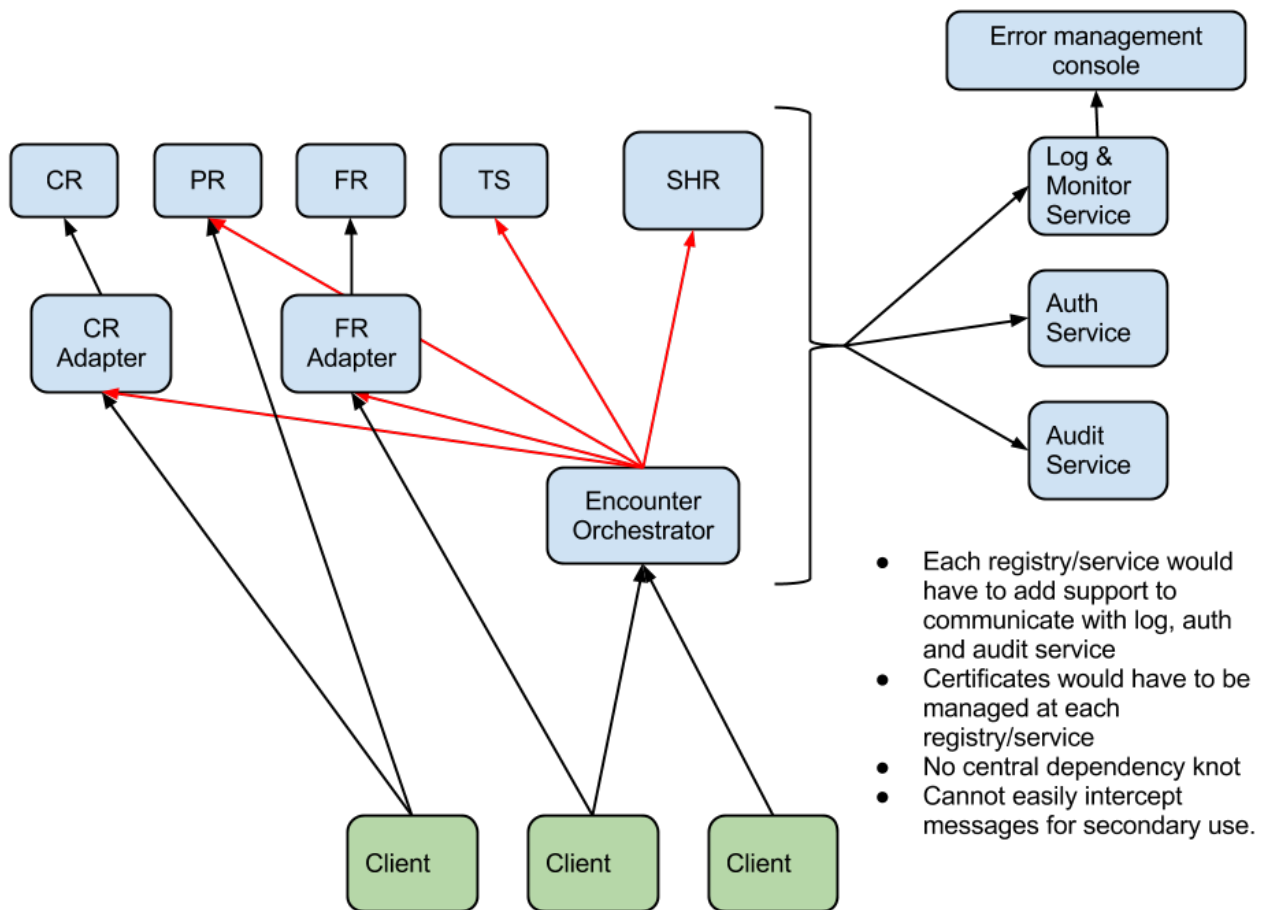 Error management
console
CR
PR
FR
TS
SHR
Log &
Monitor
Service
CR
Adapter
FR
Adapter
Auth
Service
Audit
Service
Encounter
Orchestrator
● Each registry/service would
have to add support to
communicate with log, auth
and audit service
● Certificates would have to be
managed at each
registry/service
● No central dependency knot
● Cannot easily intercept
messages for secondary use.
Client
Client
Client